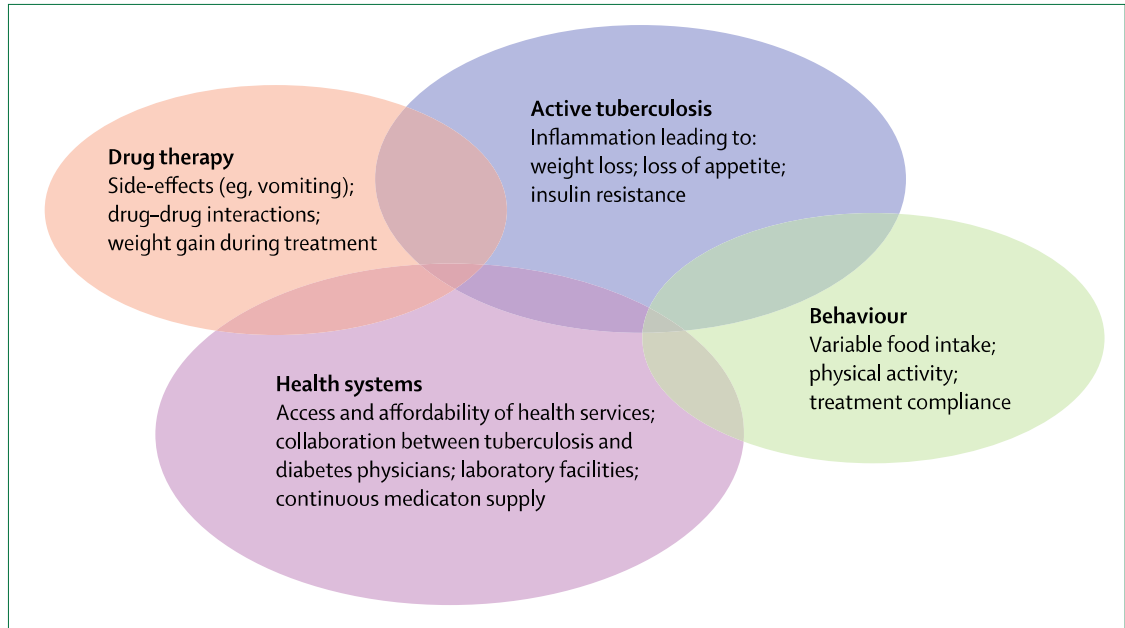 Drug therapy
Side-effects (eg, vomiting);
drug–drug interactions;
weight gain during treatment
Active tuberculosis
Inflammation leading to:
weight loss; loss of appetite;
insulin resistance
Behaviour
Variable food intake;
physical activity;
treatment compliance
Health systems
Access and affordability of health services;
collaboration between tuberculosis and
diabetes physicians; laboratory facilities;
continuous medicaton supply